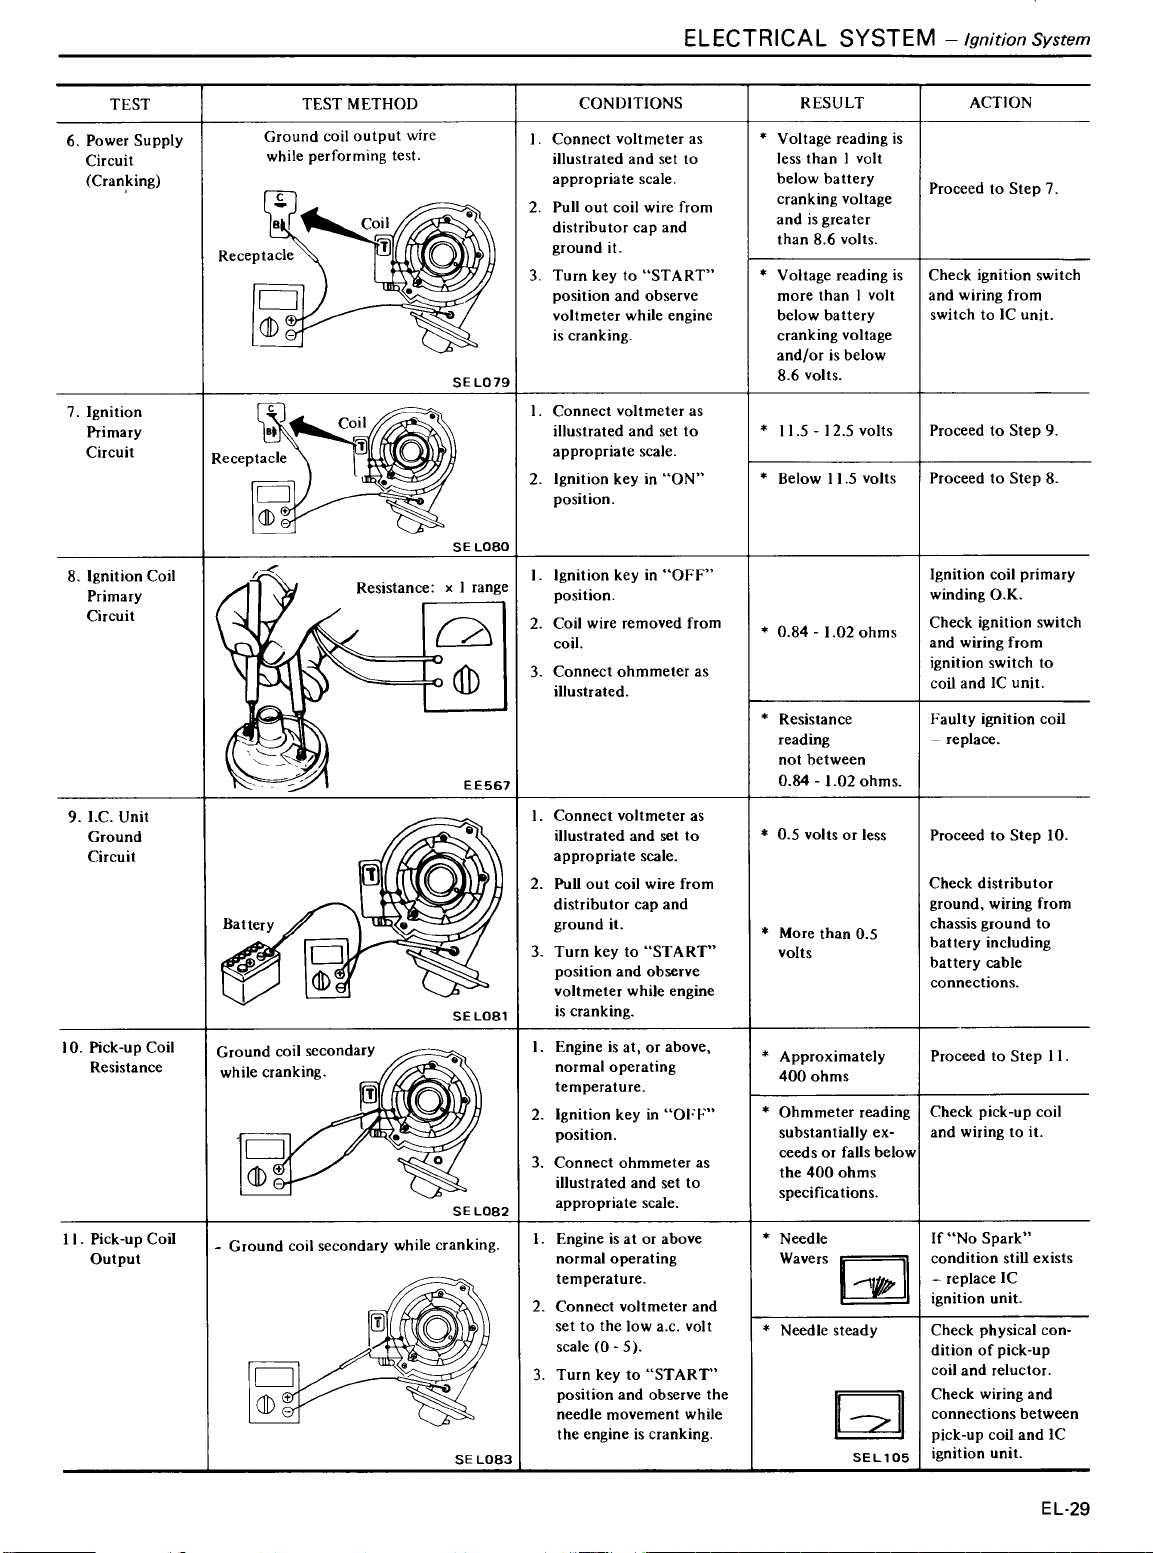 ELECTRICAL SYSTEM – Ignition System
TEST
TEST METHOD
CONDITIONS
RESULT
ACTION
6. Power Supply
Circuit
(Cranking)
Ground coil output wire
while performing test.
C
B
Coil
Receptacle
SEL079
1. Connect voltmeter as
illustrated and set to
appropriate scale.
2. Pull out coil wire from
distributor cap and
ground it.
3. Turn key to “START”
position and observe
voltmeter while engine
is cranking.
* Voltage reading is
less than 1 volt
below battery
cranking voltage
and is greater
than 8.6 volts.
Proceed to Step 7.
* Voltage reading is
more than 1 volt
below battery
cranking voltage
and/or is below
8.6 volts.
Check ignition switch
and wiring from
switch to IC unit.
7. Ignition
Primary
Circuit
C
B
Coil
Receptacle
SEL080
1. Connect voltmeter as
illustrated and set to
appropriate scale.
2. Ignition key in “ON”
position.
* 11.5 - 12.5 volts
Proceed to Step 9.
* Below 11.5 volts
Proceed to Step 8.
8. Ignition Coil
Primary
Circuit
Resistance: x 1 range
EE567
1. Ignition key in “OFF”
position.
2. Coil wire removed from
coil.
3. Connect ohmmeter as
illustrated.
* 0.84 - 1.02 ohms
Ignition coil primary
winding O.K.
Check ignition switch
and wiring from
ignition switch to
coil and IC unit.
* Resistance
reading
not between
0.84 - 1.02 ohms.
Faulty ignition coil
– replace.
9. I.C. Unit
Ground
Circuit
Battery
SEL081
1. Connect voltmeter as
illustrated and set to
appropriate scale.
2. Pull out coil wire from
distributor cap and
ground it.
3. Turn key to “START”
position and observe
voltmeter while engine
is cranking.
* 0.5 volts or less
Proceed to Step 10.
* More than 0.5
volts
Check distributor
ground, wiring from
chassis ground to
battery including
battery cable
connections.
10. Pick-up Coil
Resistance
Ground coil secondary
while cranking.
SEL082
1. Engine is at, or above,
normal operating
temperature.
2. Ignition key in “OFF”
position.
3. Connect ohmmeter as
illustrated and set to
appropriate scale.
* Approximately
400 ohms
Proceed to Step 11.
* Ohmmeter reading
substantially ex-
ceeds or falls below
the 400 ohms
specifications.
Check pick-up coil
and wiring to it.
11. Pick-up Coil
Output
- Ground coil secondary while cranking.
SEL083
1. Engine is at or above
normal operating
temperature.
2. Connect voltmeter and
set to the low a.c. volt
scale (0 - 5).
3. Turn key to “START”
position and observe the
needle movement while
the engine is cranking.
* Needle
Wavers
If “No Spark”
condition still exists
– replace IC
ignition unit.
* Needle steady
SEL105
Check physical con-
dition of pick-up
coil and reluctor.
Check wiring and
connections between
pick-up coil and IC
ignition unit.
EL-29